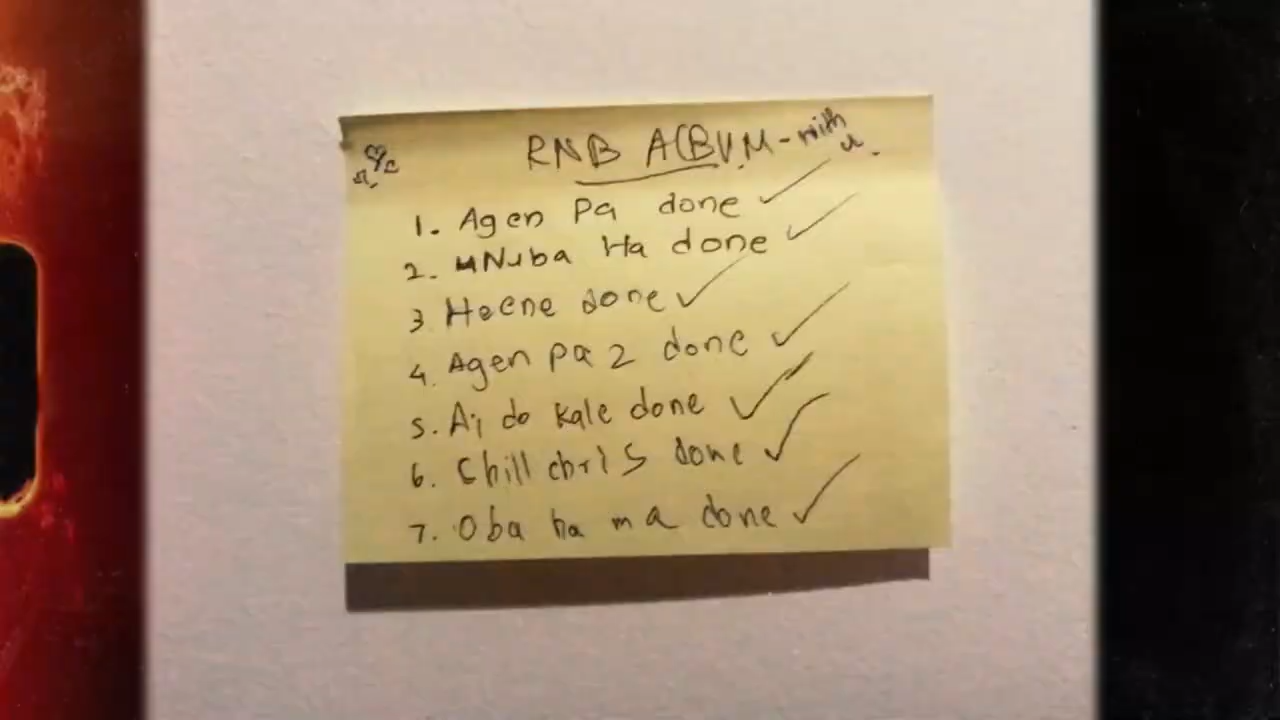 RNB ALBUM - with u.
1. Agen Pa done ✓
2. Nuba Ha done ✓
3 Heene done ✓
4. Agen Pa 2 done ✓
5. Ai do kale done ✓
6. Chill chris done ✓
7. Oba ha ma done ✓